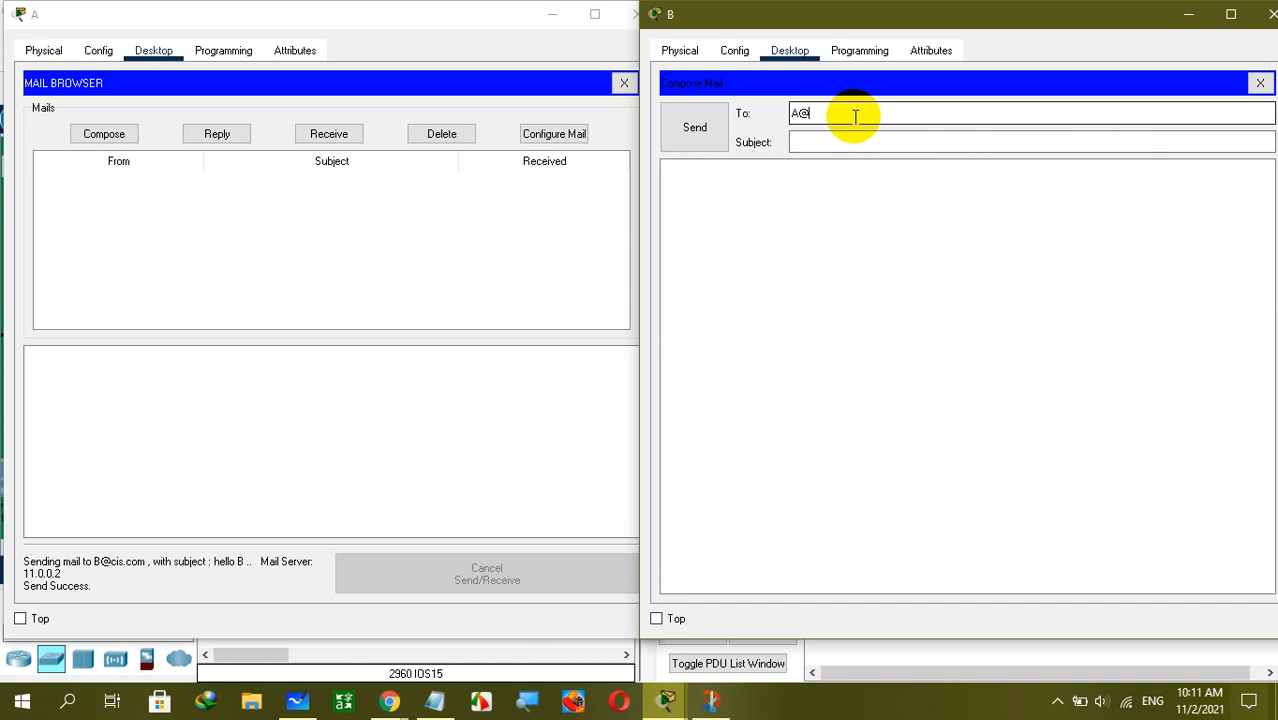 A
Physical Config Desktop Programming Attributes
MAIL BROWSER X
Mails
Compose Reply Receive Delete Configure Mail
From Subject Received
Sending mail to B@cis.com , with subject : hello B .. Mail Server:
11.0.0.2
Send Success.
Cancel
Send/Receive
Top
B
Physical Config Desktop Programming Attributes
Compose Mail X
Send
To: A@
Subject:
Top
2960 IOS15
Toggle PDU List Window
ENG
10:11 AM
11/2/2021